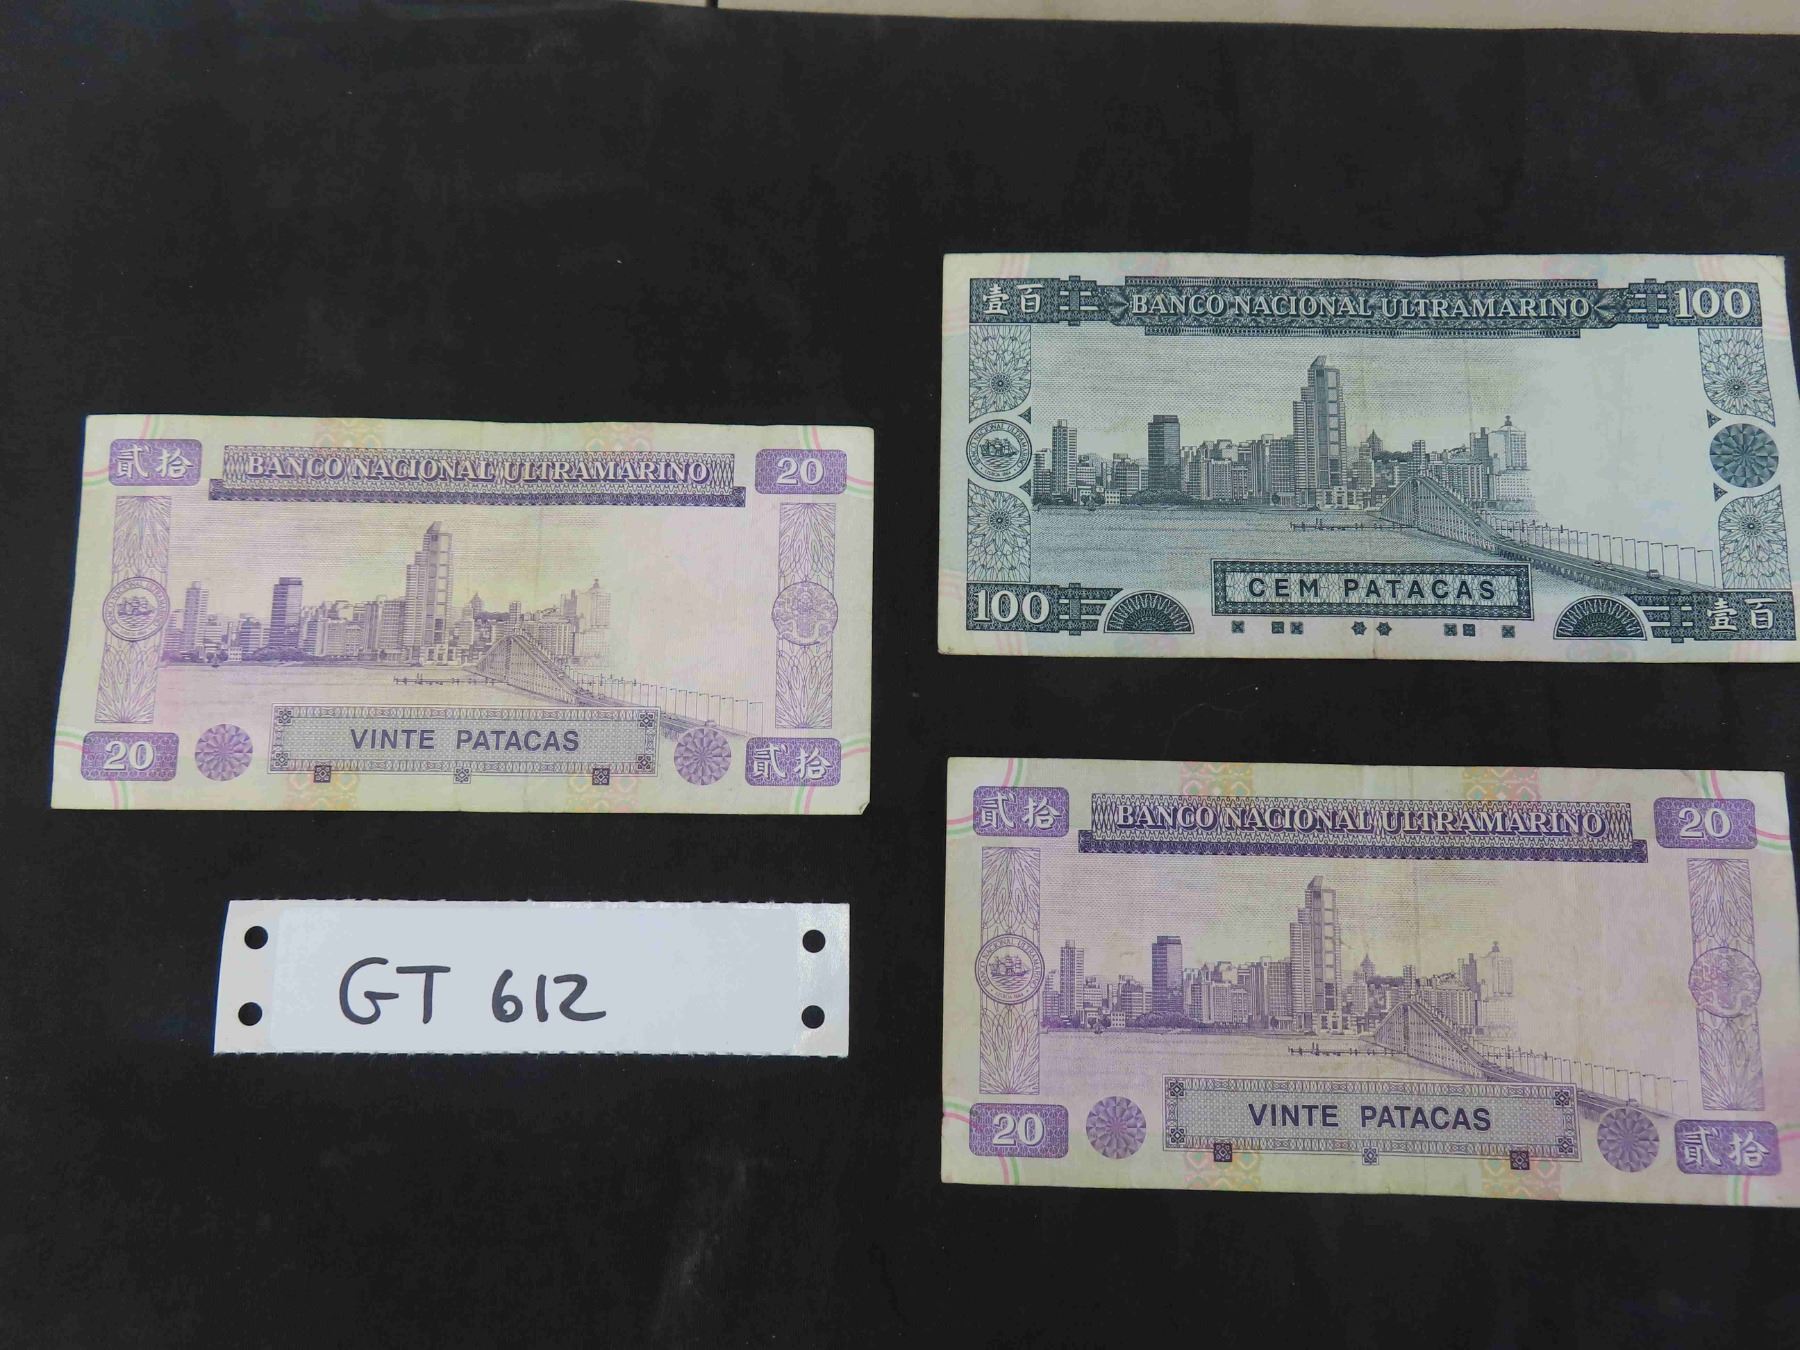 貳拾
BANCO NACIONAL ULTRAMARINO
20
20
VINTE PATACAS
貳拾
GT 612
壹百
BANCO NACIONAL ULTRAMARINO
100
100
CEM PATACAS
壹百
貳拾
BANCO NACIONAL ULTRAMARINO
20
20
VINTE PATACAS
貳拾